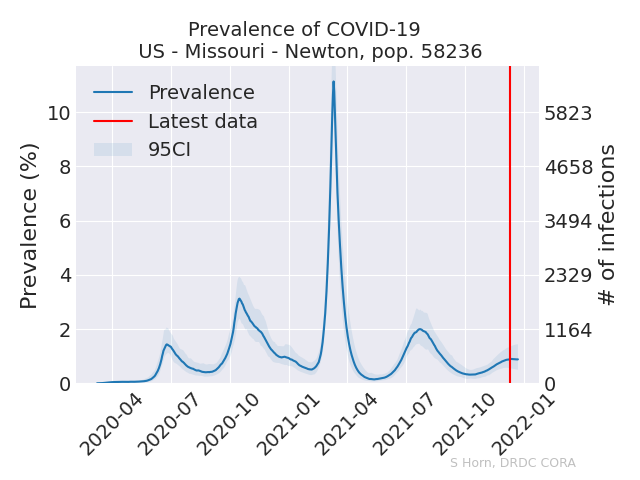 Prevalence of COVID-19
US - Missouri - Newton, pop. 58236
Prevalence
Latest data
95CI
Prevalence (%)
10
8
6
4
2
0
5823
4658
3494
2329
1164
0
# of infections
2020-04
2020-07
2020-10
2021-01
2021-04
2021-07
2021-10
2022-01
S Horn, DRDC CORA